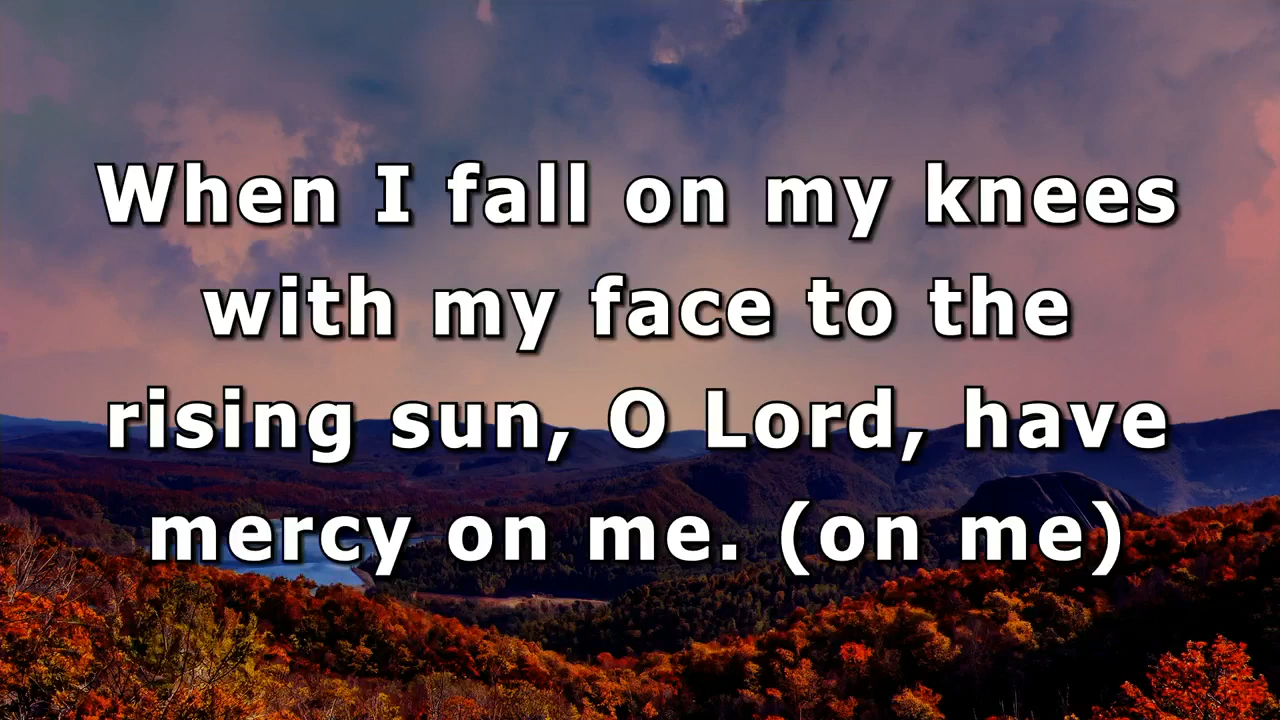 When I fall on my knees
with my face to the
rising sun, O Lord, have
mercy on me. (on me)